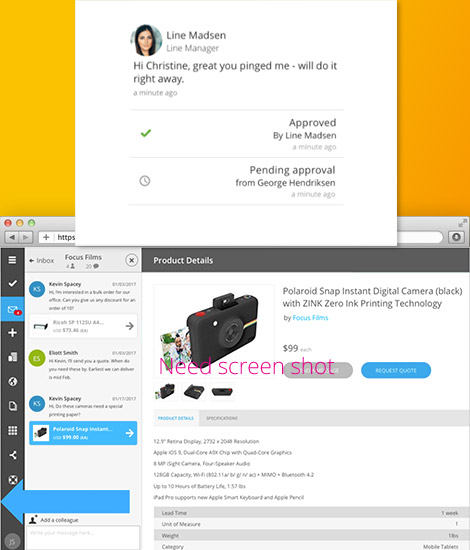 Line Madsen
Line Manager
Hi Christine, great you pinged me - will do it
right away.
a minute ago
Approved
By Line Madsen
a minute ago
Pending approval
from George Hendriksen
a minute ago
https
Inbox
Focus Films
4
20
KS
Kevin Spacey
01/03/2017
Hi, I'm interested in bulk order for our
office. Can you give us any discount for an
order of 10?
Ricoh SP 112SU A4...
USD $73.46 (EA)
ES
Eliott Smith
01/10/2017
Hi Kevin, I'll send you a quote. When do
you need these by. Earliest we can deliver
is mid Feb.
KS
Kevin Spacey
01/17/2017
Hi, Do these cameras need a special
printing paper?
Polaroid Snap Instant...
USD $99.00 (EA)
Add a colleague
Write your message here...
JS
Product Details
Polaroid Snap Instant Digital Camera (black)
with ZINK Zero Ink Printing Technology
by Focus Films
$99 each
Need screen shot
REQUEST QUOTE
PRODUCT DETAILS
SPECIFICATIONS
12.9" Retina Display, 2732 x 2048 Resolution
Apple iOS 9, Dual-Core A9X Chip with Quad-Core Graphics
8 MP iSight Camera, Four-Speaker Audio
128GB Capacity, Wi-Fi (802.11a/ b/ g/ n/ ac) + MIMO + Bluetooth 4.2
Up to 10 Hours of Battery Life, 1.57 lbs
iPad Pro supports new Apple Smart Keyboard and Apple Pencil
Lead Time
1 week
Unit of Measure
1
Weight
1lbs
Category
Mobile Tablets